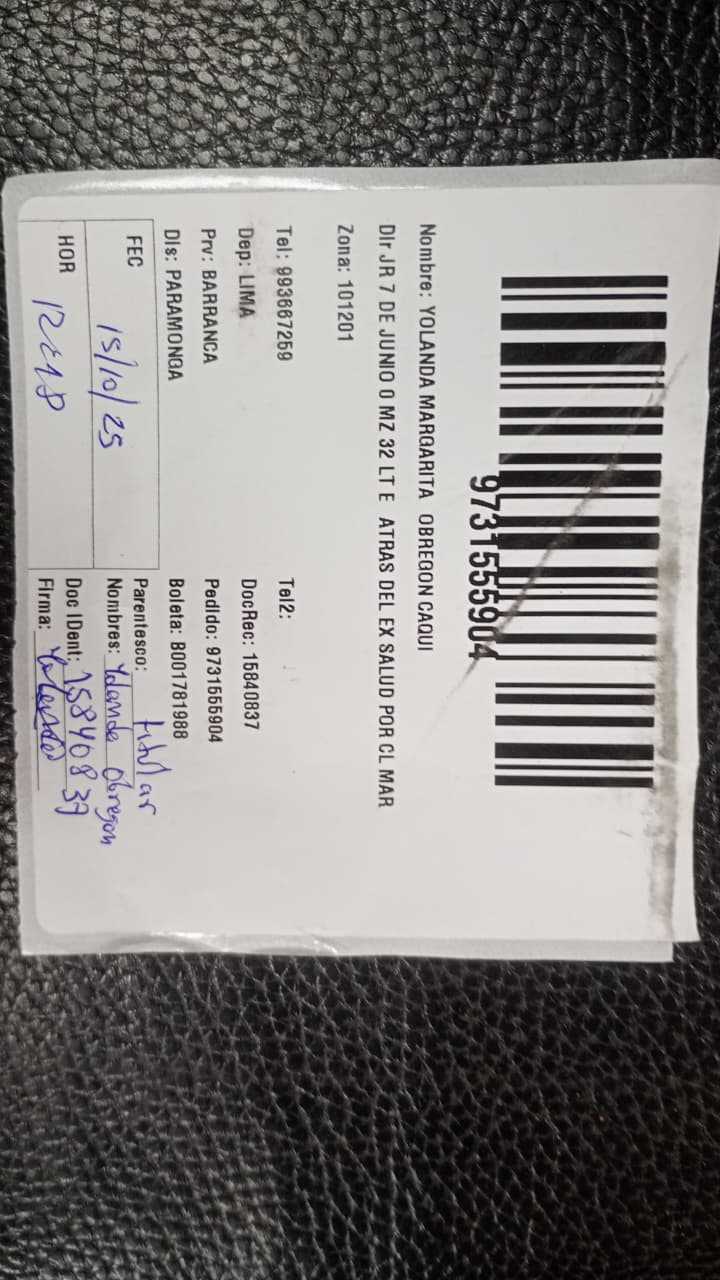 9731555904
Nombre: YOLANDA MARGARITA OBREGON CAQUI
Dir JR 7 DE JUNIO 0 MZ 32 LT E ATRAS DEL EX SALUD POR CL MAR
Zona: 101201
Tel: 993667259 Tel2:
Dep: LIMA DocRec: 15840837
Prv: BARRANCA Pedido: 9731555904
Dis: PARAMONGA Boleta: B001781988
FEC 15/10/25 Parentesco: titular
Nombres: Yolanda Obregon
HOR Doc IDent: 15840837
Firma: Yolanda